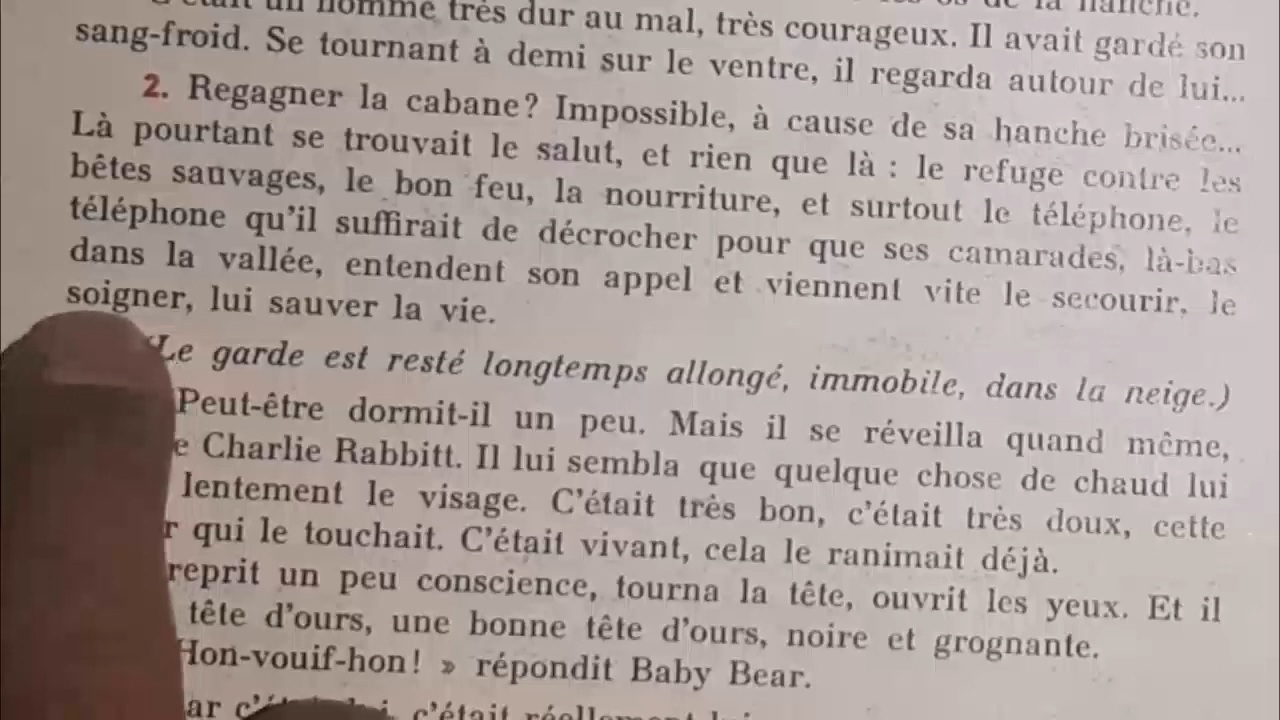 un homme très dur au mal, très courageux. Il avait gardé son
sang-froid. Se tournant à demi sur le ventre, il regarda autour de lui...
2. Regagner la cabane? Impossible, à cause de sa hanche brisée...
Là pourtant se trouvait le salut, et rien que là : le refuge contre les
bêtes sauvages, le bon feu, la nourriture, et surtout le téléphone, le
téléphone qu'il suffirait de décrocher pour que ses camarades, là-bas
dans la vallée, entendent son appel et viennent vite le secourir, le
soigner, lui sauver la vie.
(Le garde est resté longtemps allongé, immobile, dans la neige.)
Peut-être dormit-il un peu. Mais il se réveilla quand même,
Charlie Rabbitt. Il lui sembla que quelque chose de chaud lui
lentement le visage. C'était très bon, c'était très doux, cette
qui le touchait. C'était vivant, cela le ranimait déjà.
reprit un peu conscience, tourna la tête, ouvrit les yeux. Et il
tête d'ours, une bonne tête d'ours, noire et grognante.
Hon-vouif-hon! » répondit Baby Bear.
c'était